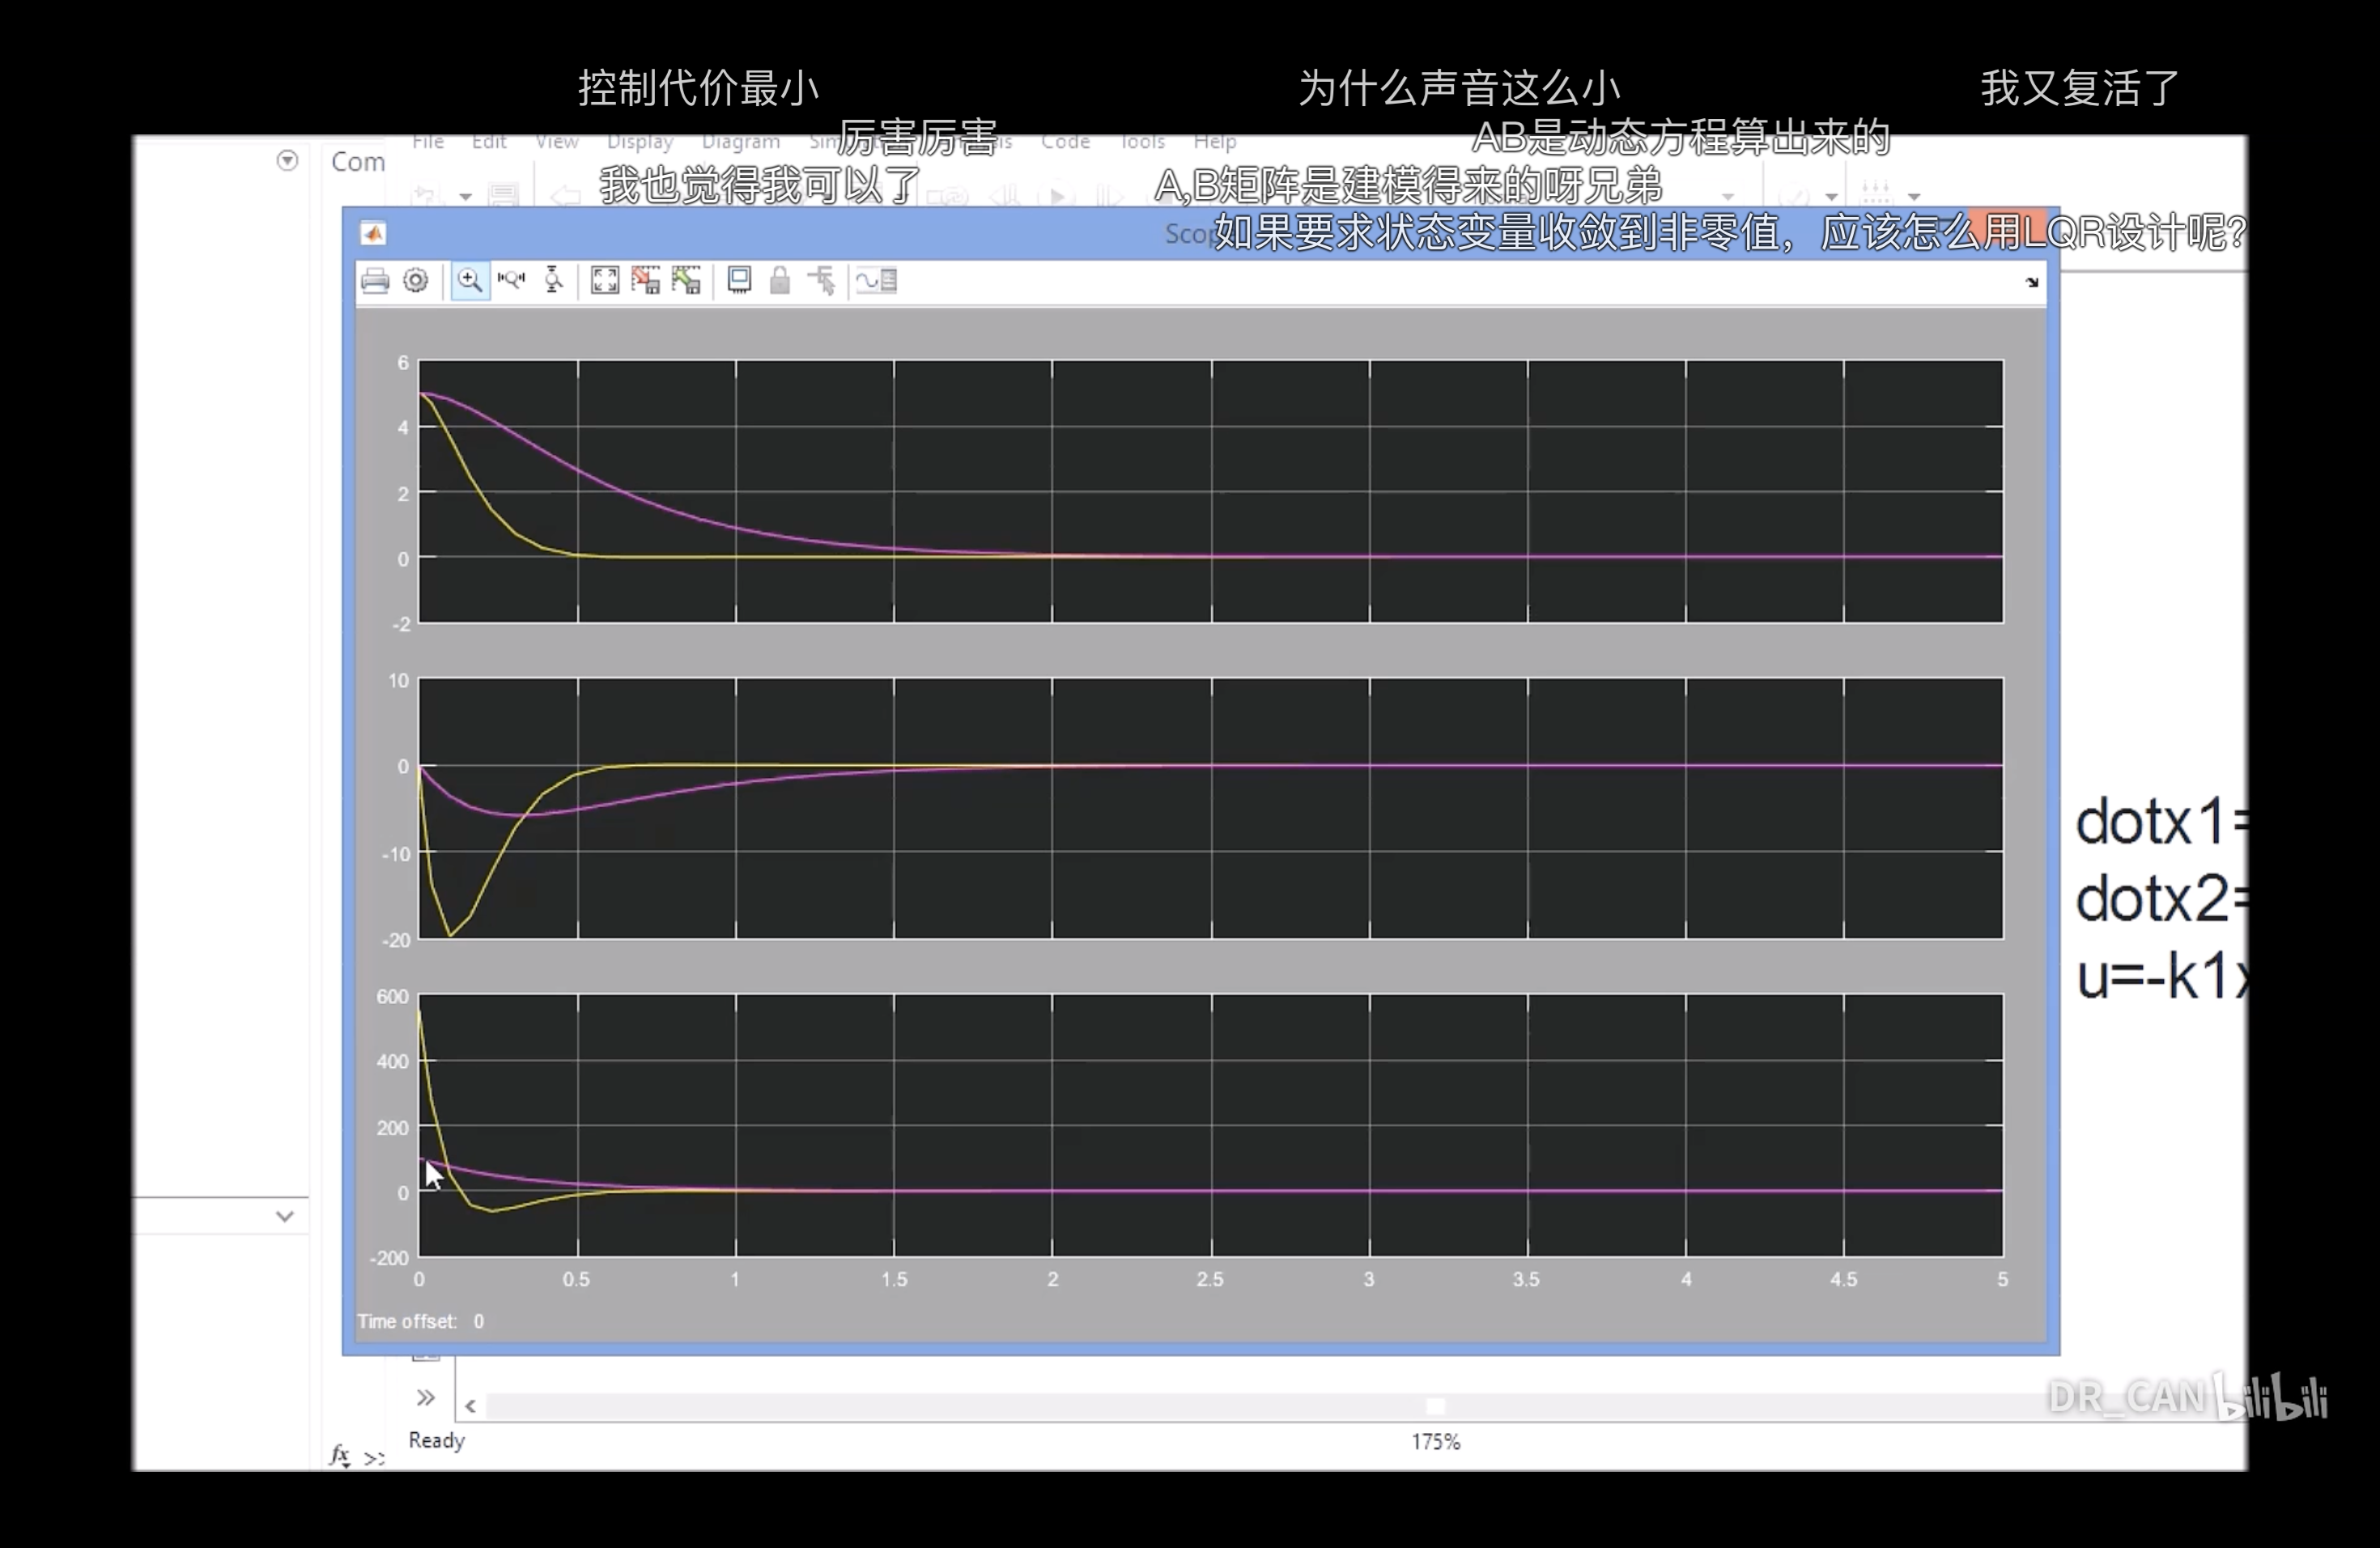 控制代价最小
为什么声音这么小
我又复活了
厉害厉害
AB是动态方程算出来的
File Edit View Display Diagram Code Tools Help
Com
我也觉得我可以了
A,B矩阵是建模得来的呀兄弟
如果要求状态变量收敛到非零值，应该怎么用LQR设计呢?
6
4
2
0
-2
10
0
-10
-20
600
400
200
0
-200
0 0.5 1 1.5 2 2.5 3 3.5 4 4.5 5
Time offset: 0
dotx1=
dotx2=
u=-k1x
DR_CAN bilibili
Ready
175%
fx >>